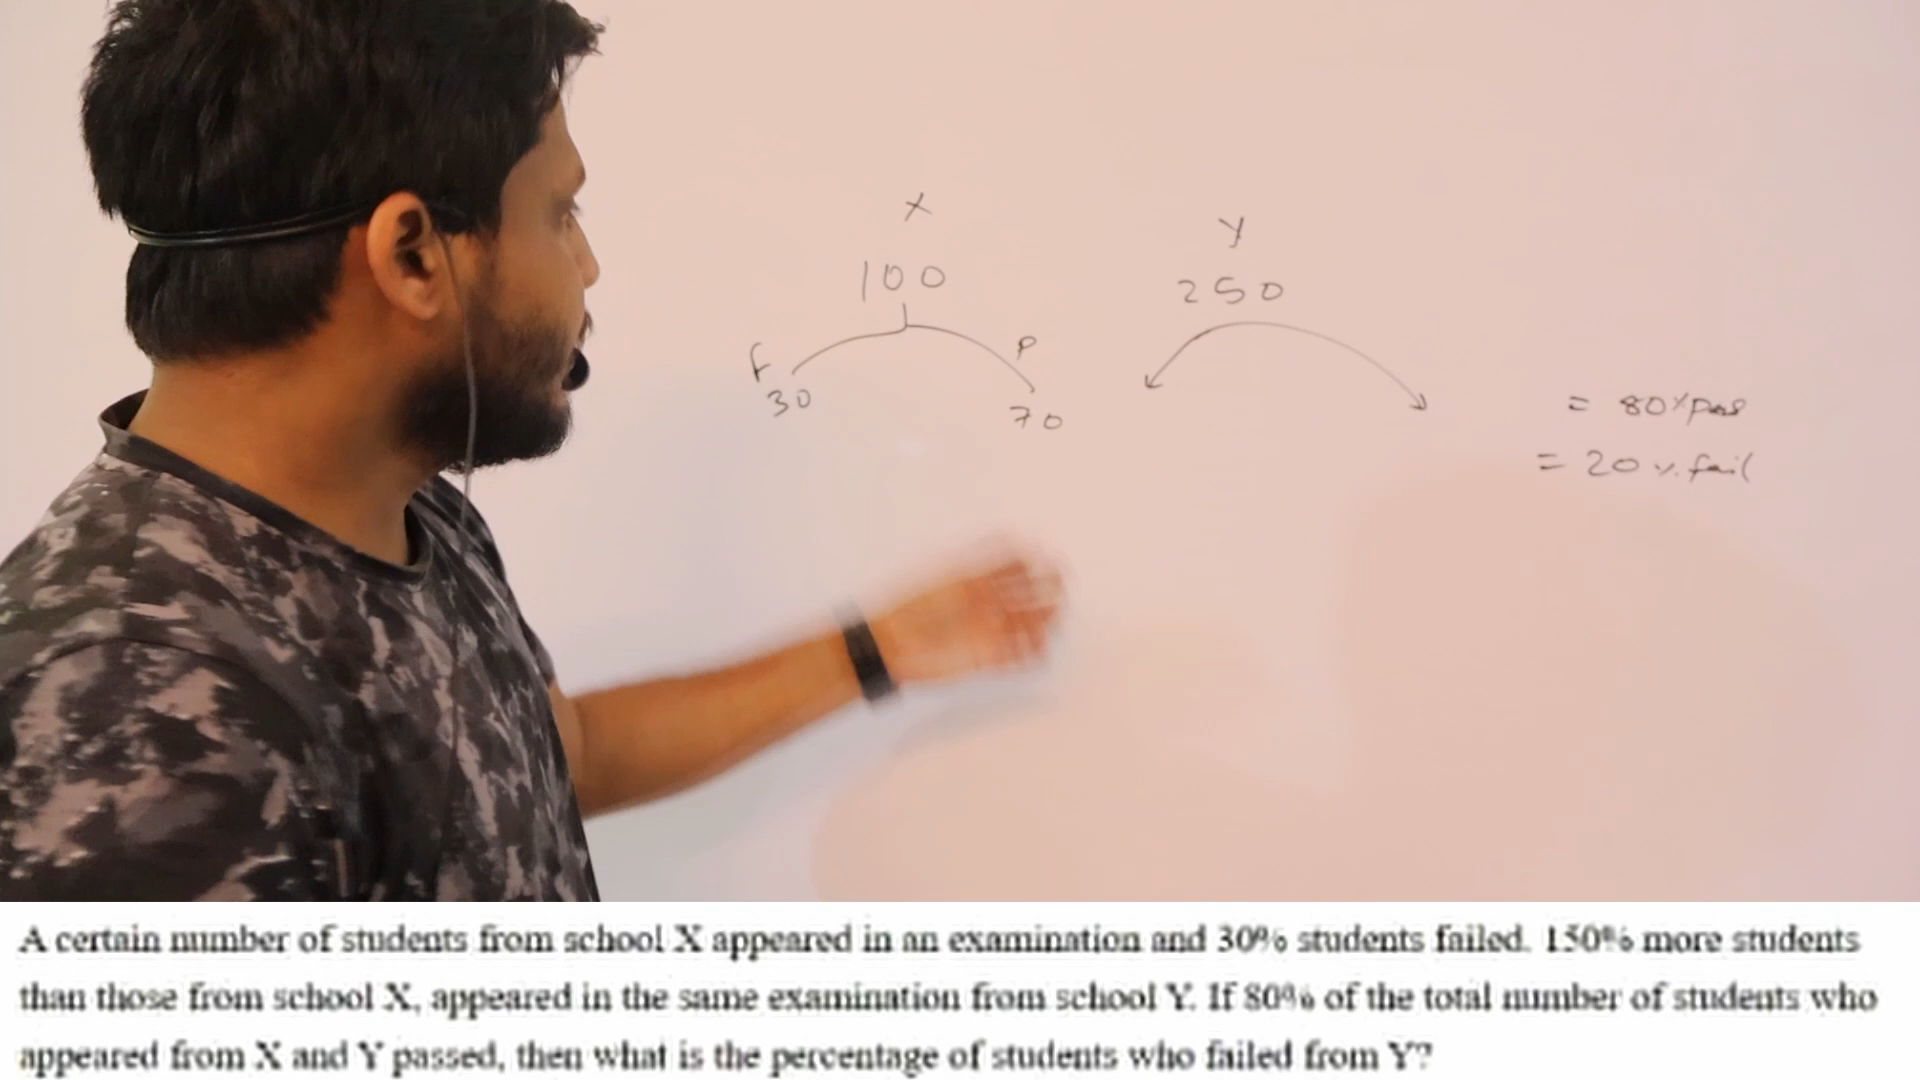 X
Y
100
250
F
P
30
70
= 80% pas
= 20 %. fail
A certain number of students from school X appeared in an examination and 30% students failed. 150% more students
than those from school X, appeared in the same examination from school Y. If 80% of the total number of students who
appeared from X and Y passed, then what is the percentage of students who failed from Y?